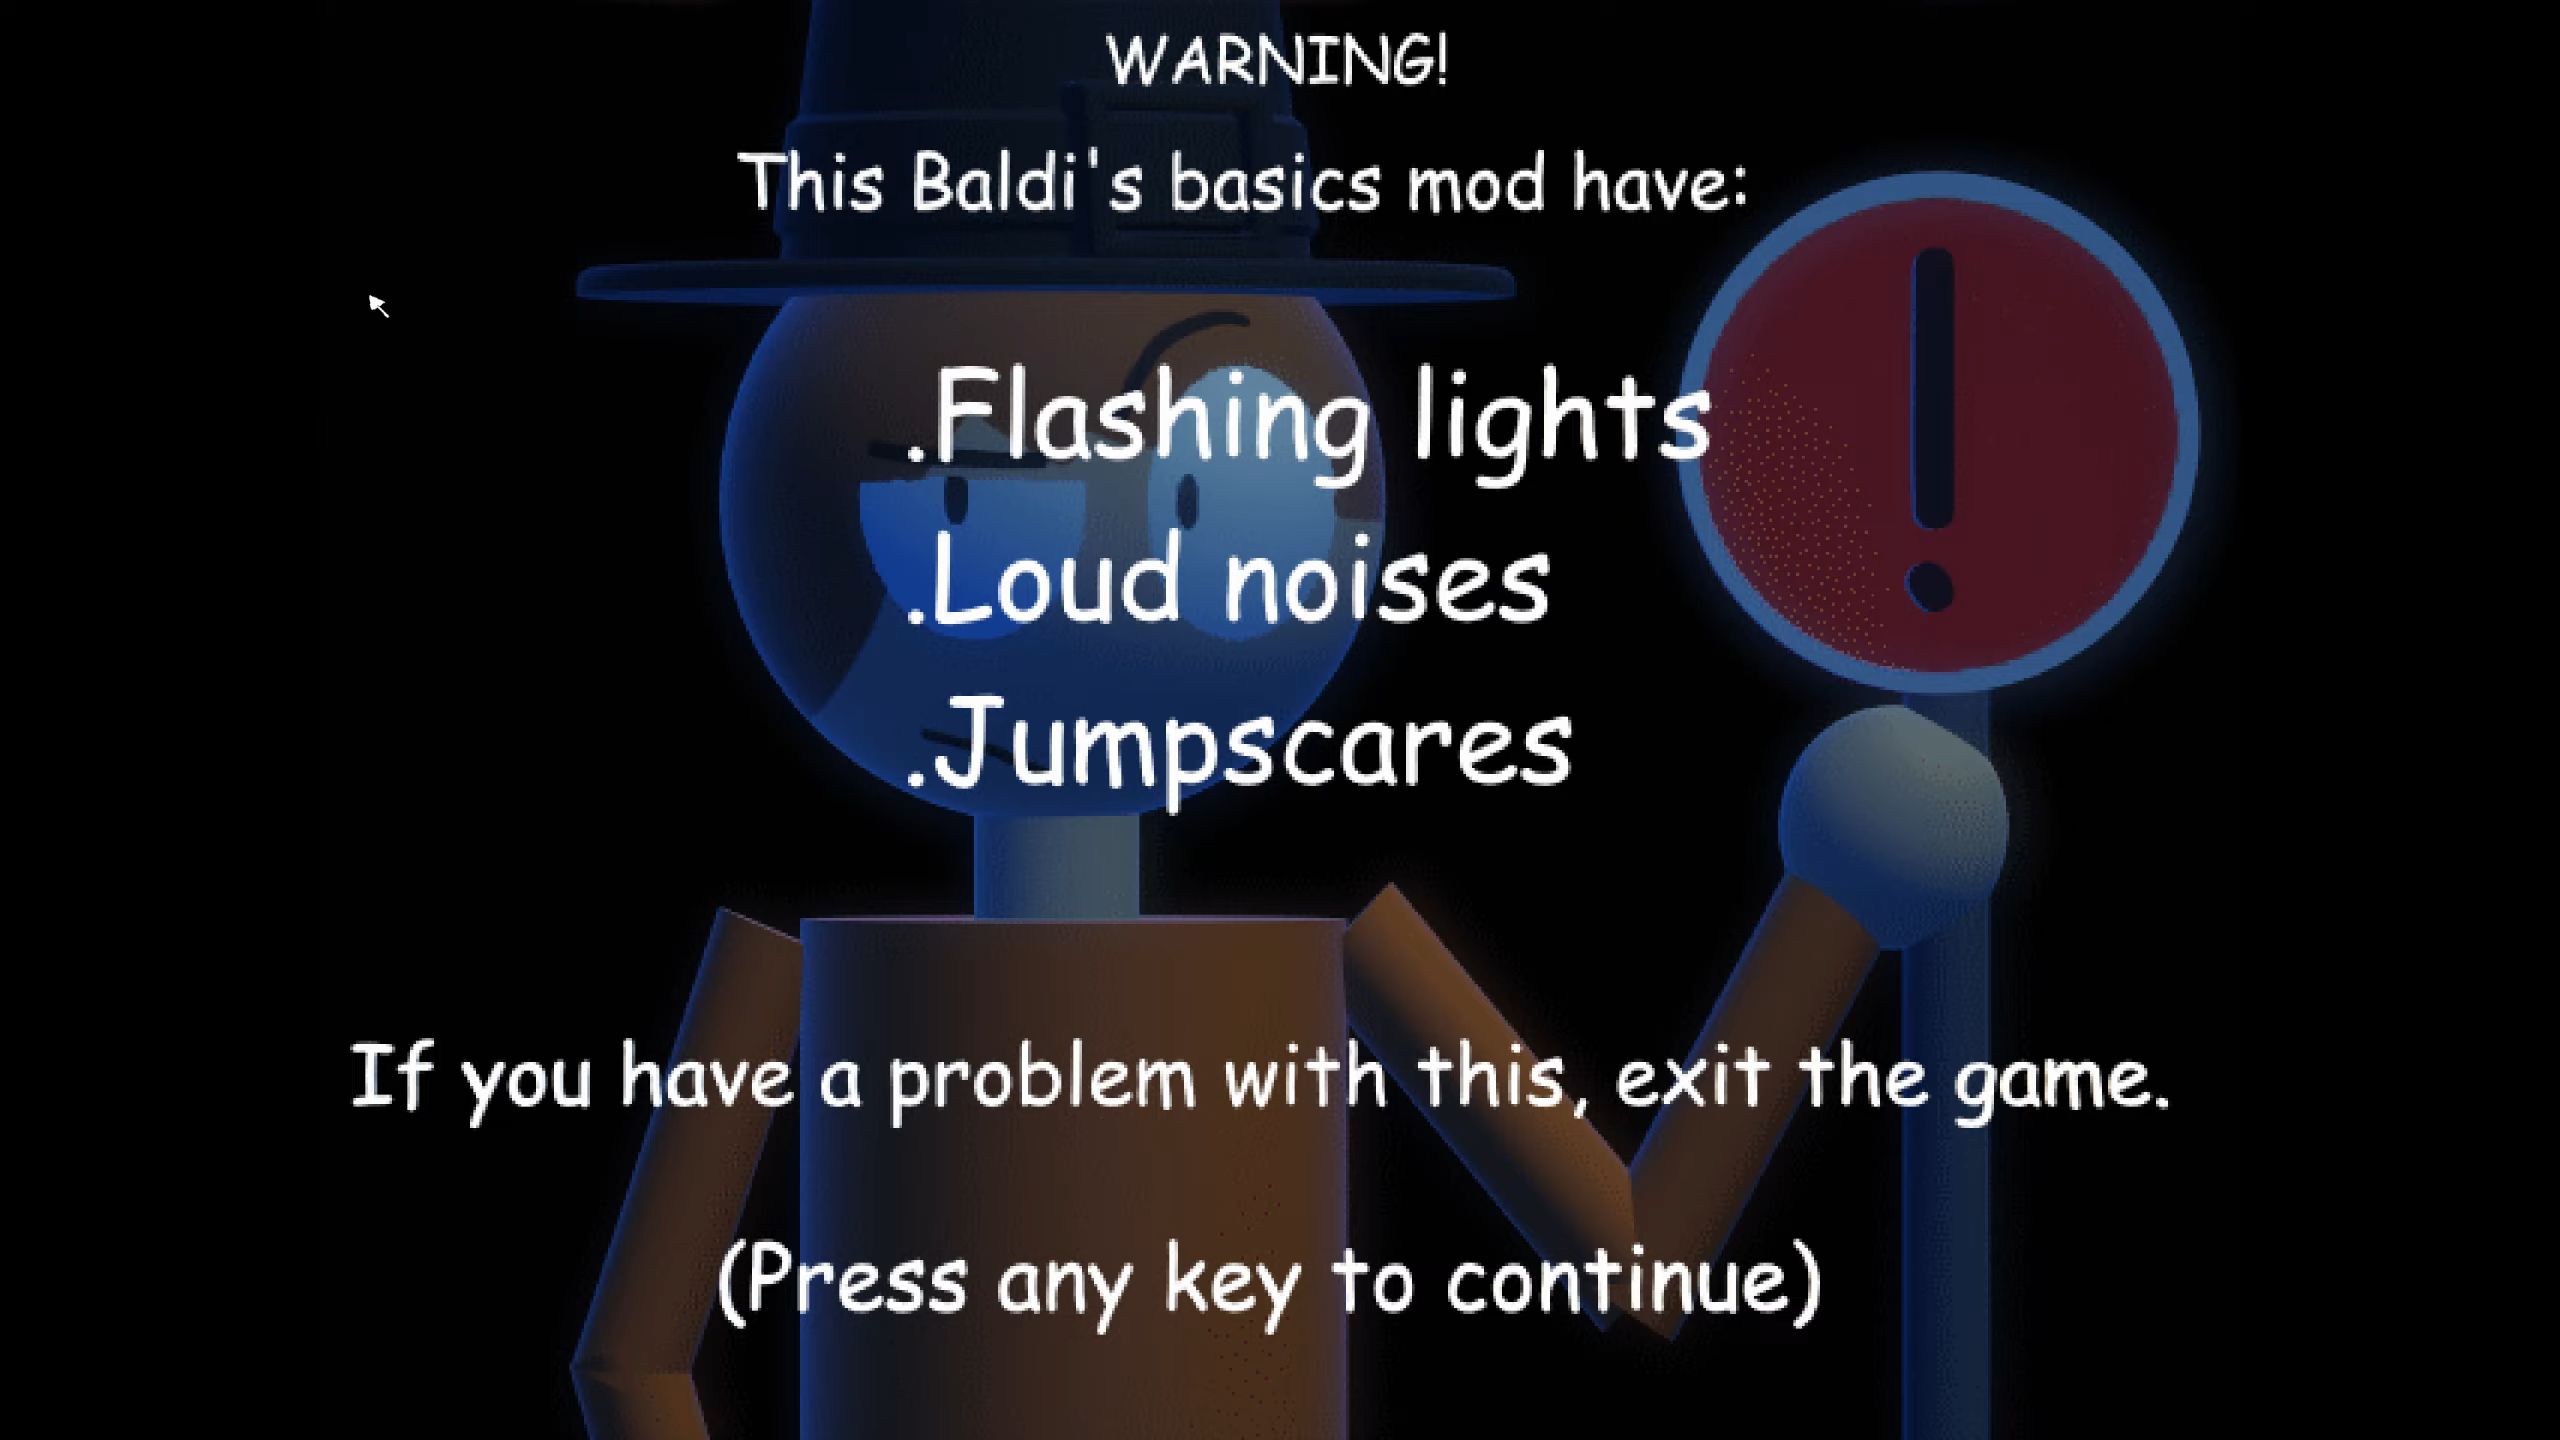 WARNING!
This Baldi's basics mod have:
.Flashing lights
.Loud noises
.Jumpscares
If you have a problem with this, exit the game.
(Press any key to continue)